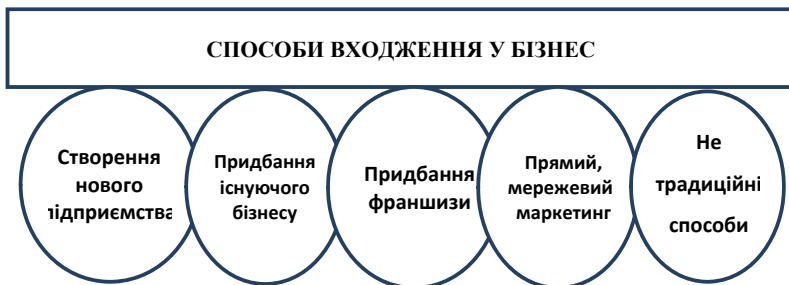 СПОСОБИ ВХОДЖЕННЯ У БІЗНЕС
Створення
нового
підприємства
Придбання
існуючого
бізнесу
Придбання
франшизи
Прямий,
мережевий
маркетинг
Не
традиційні
способи